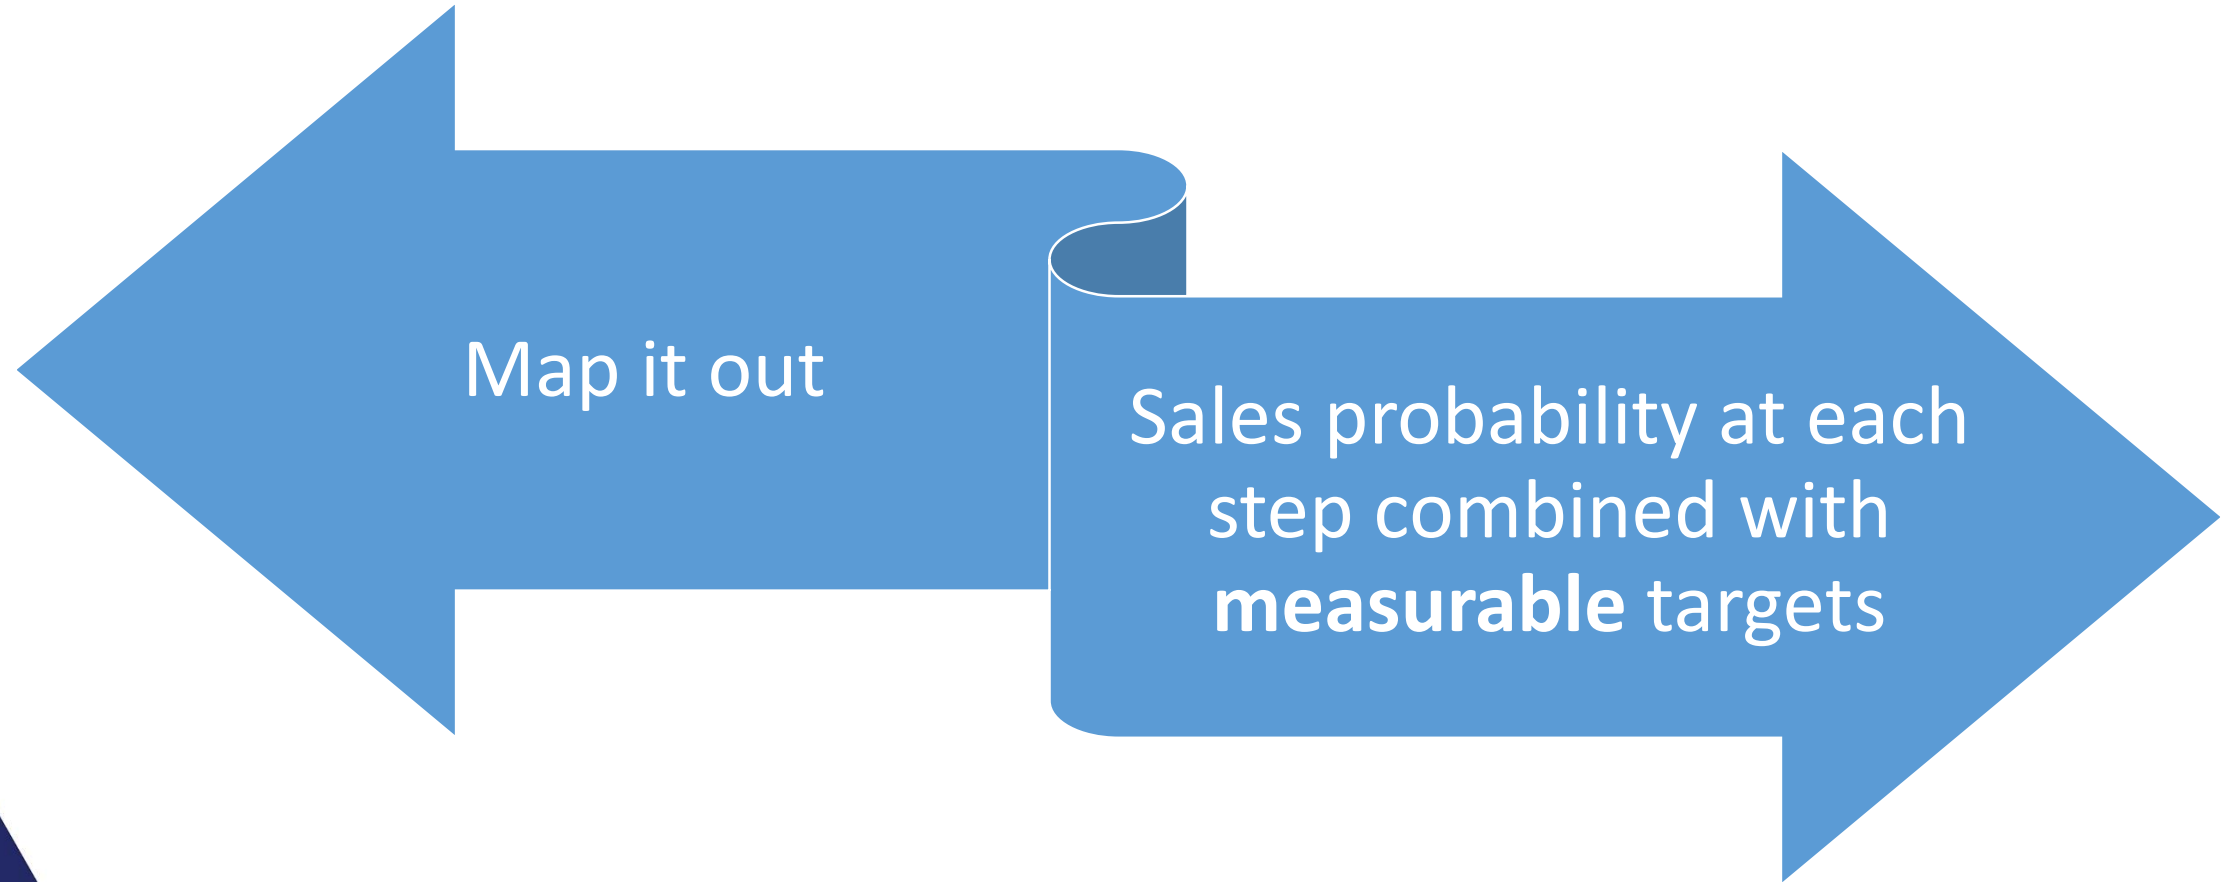 Map it out
Sales probability at each
step combined with
measurable targets